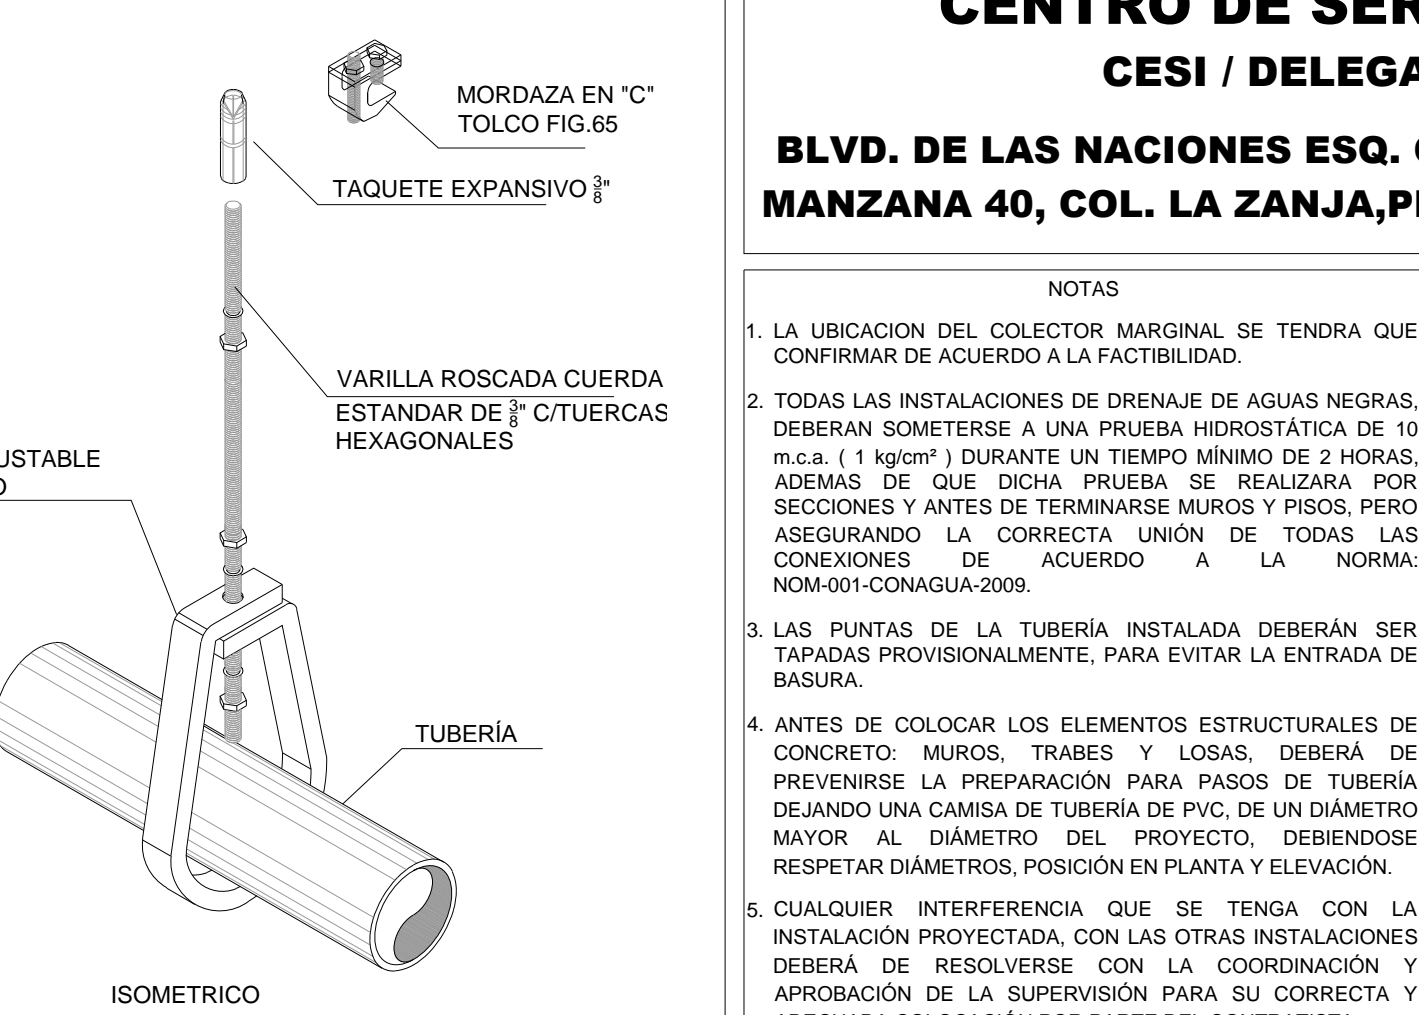 MORDAZA EN "C"
TOLCO FIG.65
TAQUETE EXPANSIVO 3/8"
VARILLA ROSCADA CUERDA
ESTANDAR DE 3/8" C/TUERCAS
HEXAGONALES
TUBERÍA
ISOMETRICO
CESI /
BLVD. DE LAS NACIONES ESQ.
MANZANA 40, COL. LA ZANJA,
NOTAS
1. LA UBICACION DEL COLECTOR MARGINAL SE TENDRA QUE
CONFIRMAR DE ACUERDO A LA FACTIBILIDAD.
2. TODAS LAS INSTALACIONES DE DRENAJE DE AGUAS NEGRAS,
DEBERAN SOMETERSE A UNA PRUEBA HIDROSTÁTICA DE 10
m.c.a. ( 1 kg/cm² ) DURANTE UN TIEMPO MÍNIMO DE 2 HORAS,
ADEMAS DE QUE DICHA PRUEBA SE REALIZARA POR
SECCIONES Y ANTES DE TERMINARSE MUROS Y PISOS, PERO
ASEGURANDO LA CORRECTA UNIÓN DE TODAS LAS
CONEXIONES DE ACUERDO A LA NORMA:
NOM-001-CONAGUA-2009.
3. LAS PUNTAS DE LA TUBERÍA INSTALADA DEBERÁN SER
TAPADAS PROVISIONALMENTE, PARA EVITAR LA ENTRADA DE
BASURA.
4. ANTES DE COLOCAR LOS ELEMENTOS ESTRUCTURALES DE
CONCRETO: MUROS, TRABES Y LOSAS, DEBERÁ DE
PREVENIRSE LA PREPARACIÓN PARA PASOS DE TUBERÍA
DEJANDO UNA CAMISA DE TUBERÍA DE PVC, DE UN DIÁMETRO
MAYOR AL DIÁMETRO DEL PROYECTO, DEBIENDOSE
RESPETAR DIÁMETROS, POSICIÓN EN PLANTA Y ELEVACIÓN.
5. CUALQUIER INTERFERENCIA QUE SE TENGA CON LA
INSTALACIÓN PROYECTADA, CON LAS OTRAS INSTALACIONES
DEBERÁ DE RESOLVERSE CON LA COORDINACIÓN Y
APROBACIÓN DE LA SUPERVISIÓN PARA SU CORRECTA Y